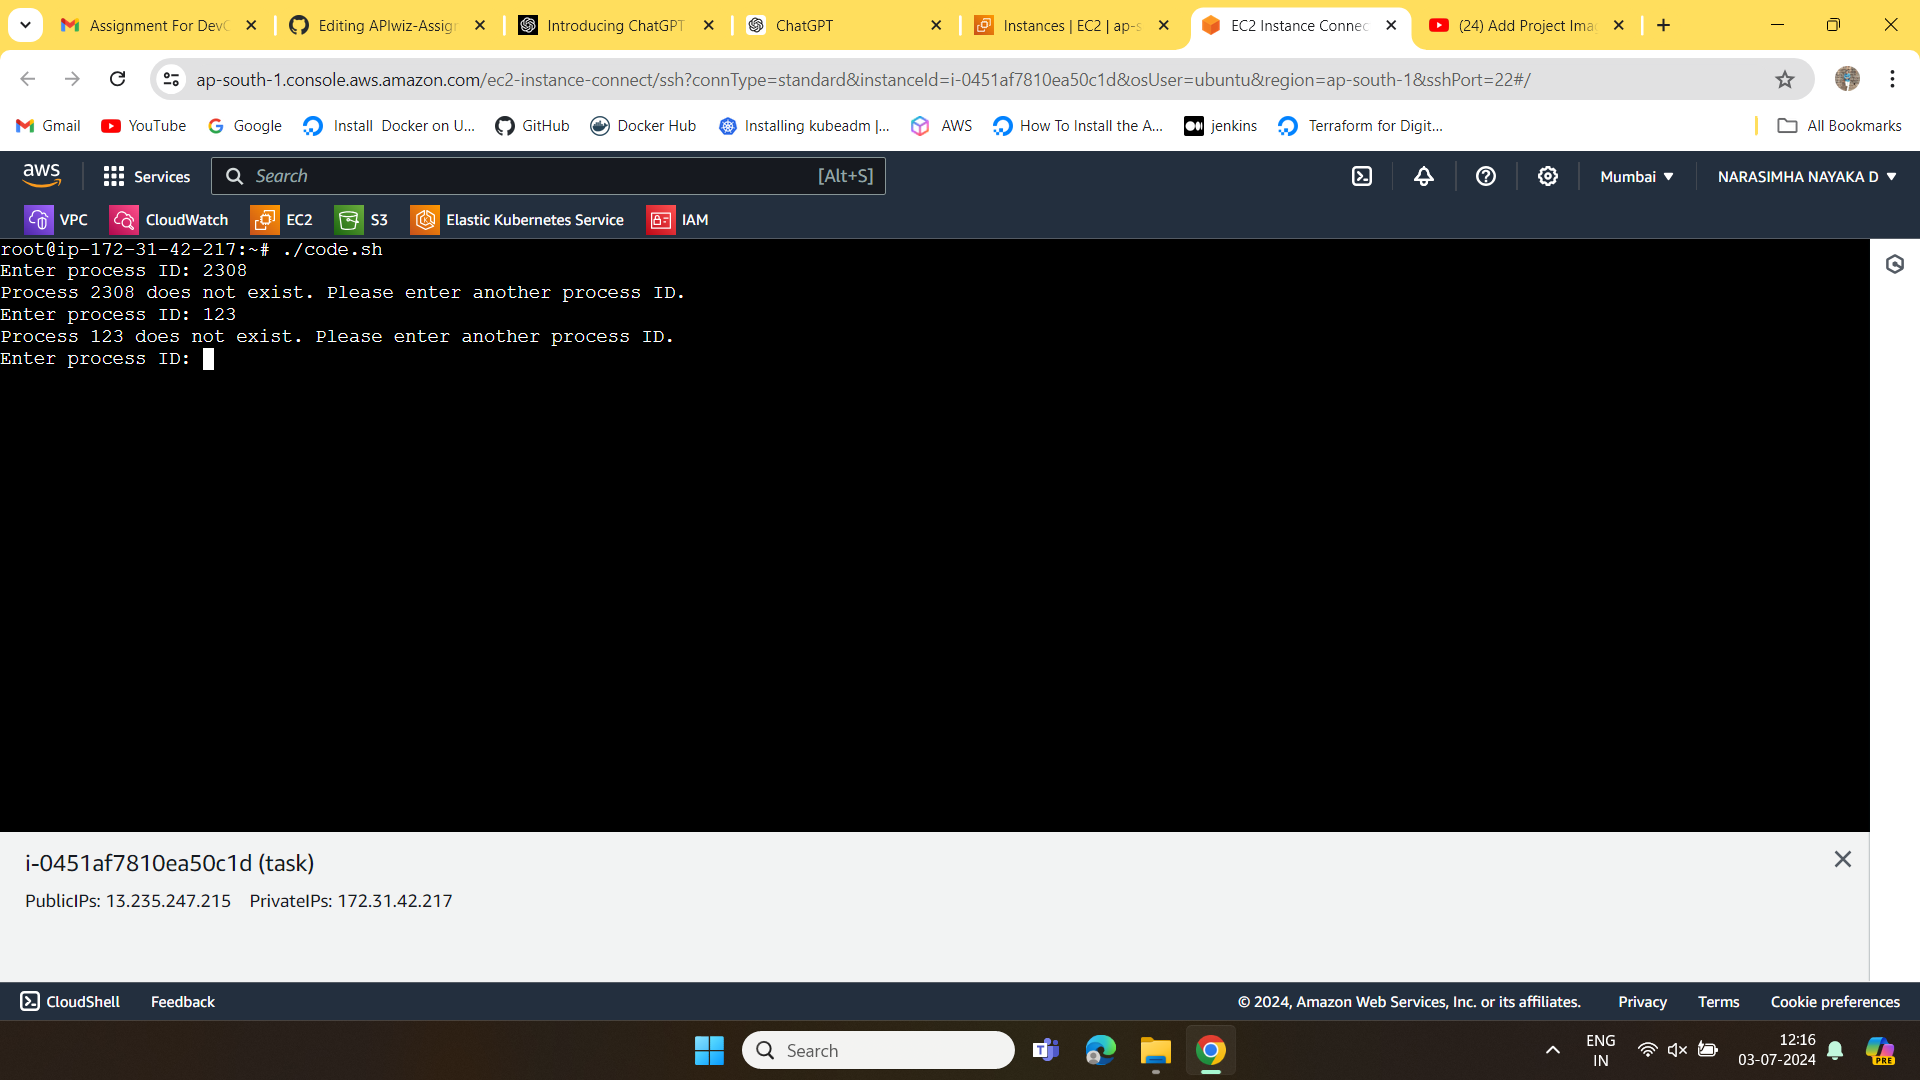 Assignment For DevO
Editing APIwiz-Assign
Introducing ChatGPT
ChatGPT
Instances | EC2 | ap-s
EC2 Instance Connec
(24) Add Project Ima
ap-south-1.console.aws.amazon.com/ec2-instance-connect/ssh?connType=standard&instanceId=i-0451af7810ea50c1d&osUser=ubuntu&region=ap-south-1&sshPort=22#/
Gmail
YouTube
Google
Install Docker on U...
GitHub
Docker Hub
Installing kubeadm |...
AWS
How To Install the A...
jenkins
Terraform for Digit...
All Bookmarks
aws
Services
Search
[Alt+S]
Mumbai
NARASIMHA NAYAKA D
VPC
CloudWatch
EC2
S3
Elastic Kubernetes Service
IAM
root@ip-172-31-42-217:~# ./code.sh
Enter process ID: 2308
Process 2308 does not exist. Please enter another process ID.
Enter process ID: 123
Process 123 does not exist. Please enter another process ID.
Enter process ID:
i-0451af7810ea50c1d (task)
PublicIPs: 13.235.247.215 PrivateIPs: 172.31.42.217
CloudShell
Feedback
© 2024, Amazon Web Services, Inc. or its affiliates.
Privacy
Terms
Cookie preferences
Search
ENG
IN
12:16
03-07-2024
PRE